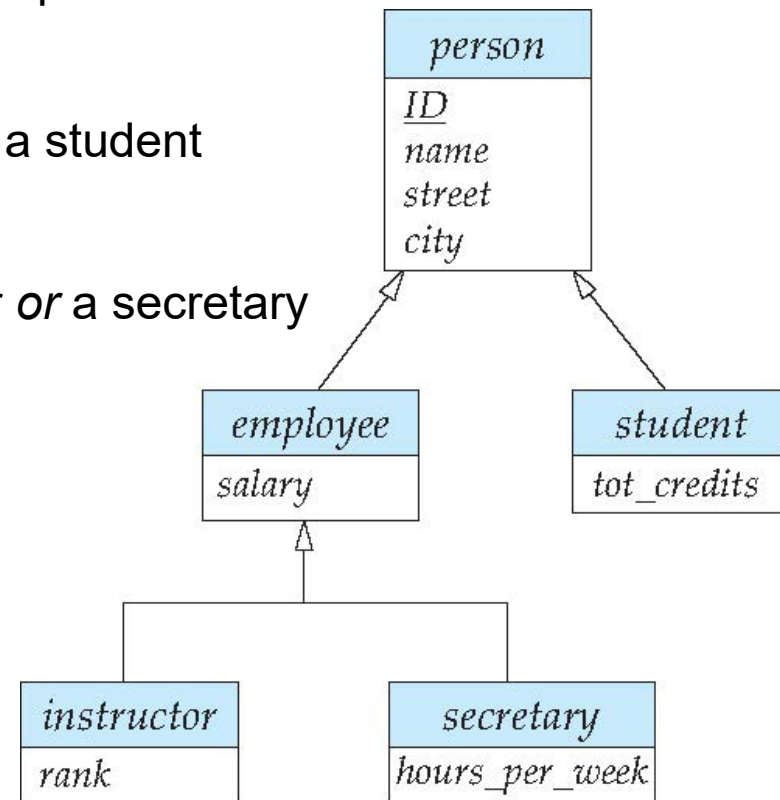 person
ID
name
a student
street
city
or a secretary
employee
student
salary
tot_credits
instructor
secretary
rank
hours_per_week